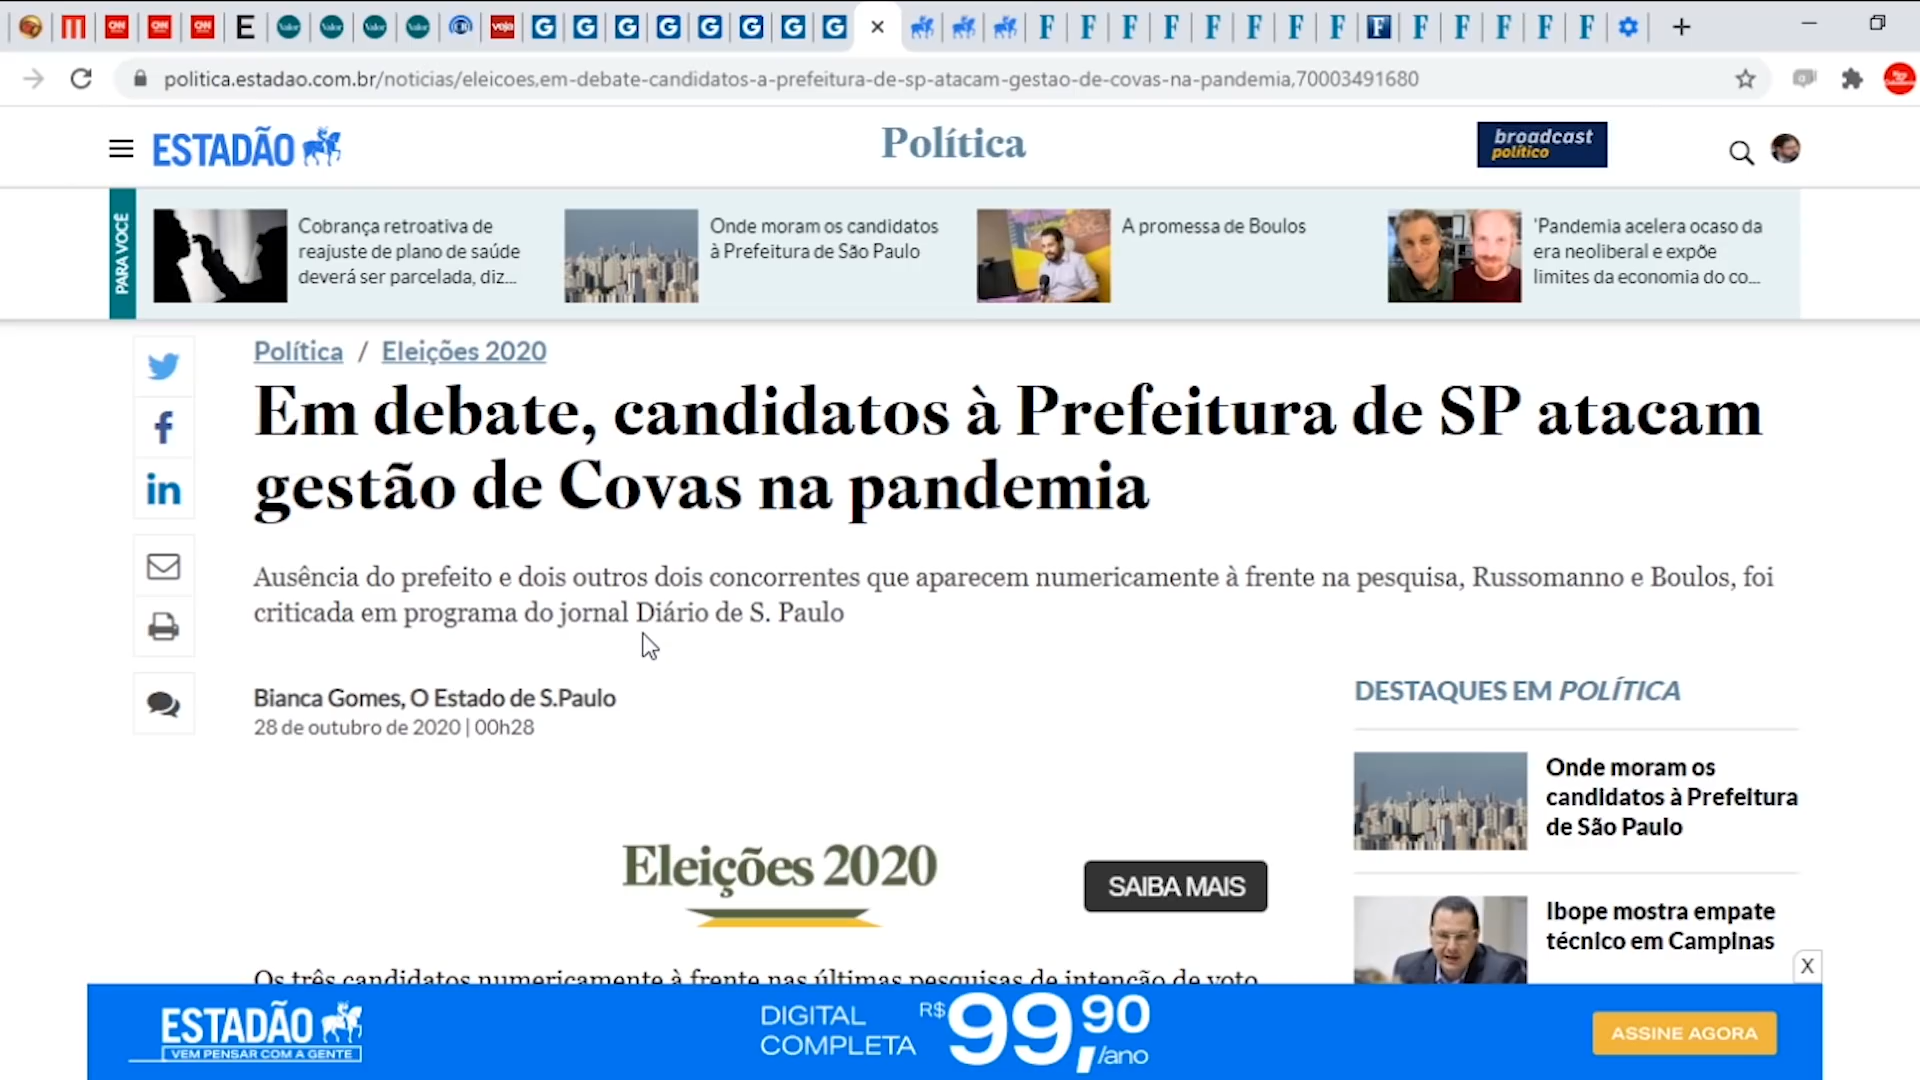 politica.estadao.com.br/noticias/eleicoes,em-debate-candidatos-a-prefeitura-de-sp-atacam-gestao-de-covas-na-pandemia,70003491680
ESTADÃO
Política
broadcast
político
PARA VOCÊ
Cobrança retroativa de
reajuste de plano de saúde
deverá ser parcelada, diz...
Onde moram os candidatos
à Prefeitura de São Paulo
A promessa de Boulos
'Pandemia acelera ocaso da
era neoliberal e expõe
limites da economia do co...
Política / Eleições 2020
Em debate, candidatos à Prefeitura de SP atacam
gestão de Covas na pandemia
Ausência do prefeito e dois outros dois concorrentes que aparecem numericamente à frente na pesquisa, Russomanno e Boulos, foi
criticada em programa do jornal Diário de S. Paulo
Bianca Gomes, O Estado de S.Paulo
28 de outubro de 2020 | 00h28
Eleições 2020
SAIBA MAIS
Os três candidatos numericamente à frente nas últimas pesquisas de intenção de voto
DESTAQUES EM POLÍTICA
Onde moram os
candidatos à Prefeitura
de São Paulo
Ibope mostra empate
técnico em Campinas
X
ESTADÃO
VEM PENSAR COM A GENTE
DIGITAL
COMPLETA
R$ 99,90
/ano
ASSINE AGORA